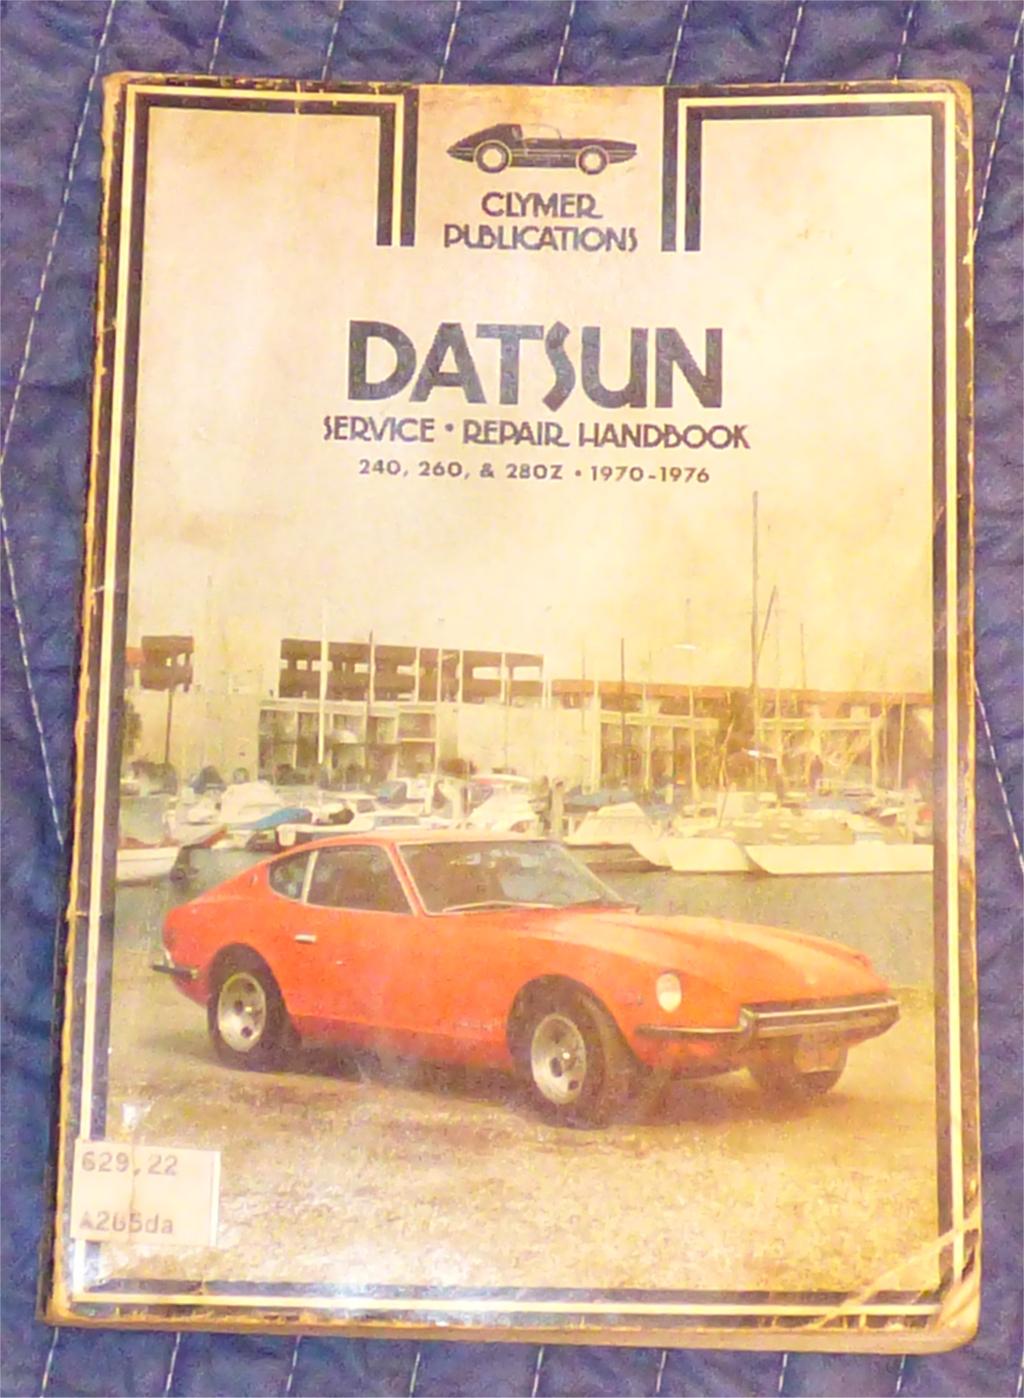 CLYMER
PUBLICATIONS
DATSUN
SERVICE • REPAIR HANDBOOK
240, 260, & 280Z • 1970-1976
629.22
A265da